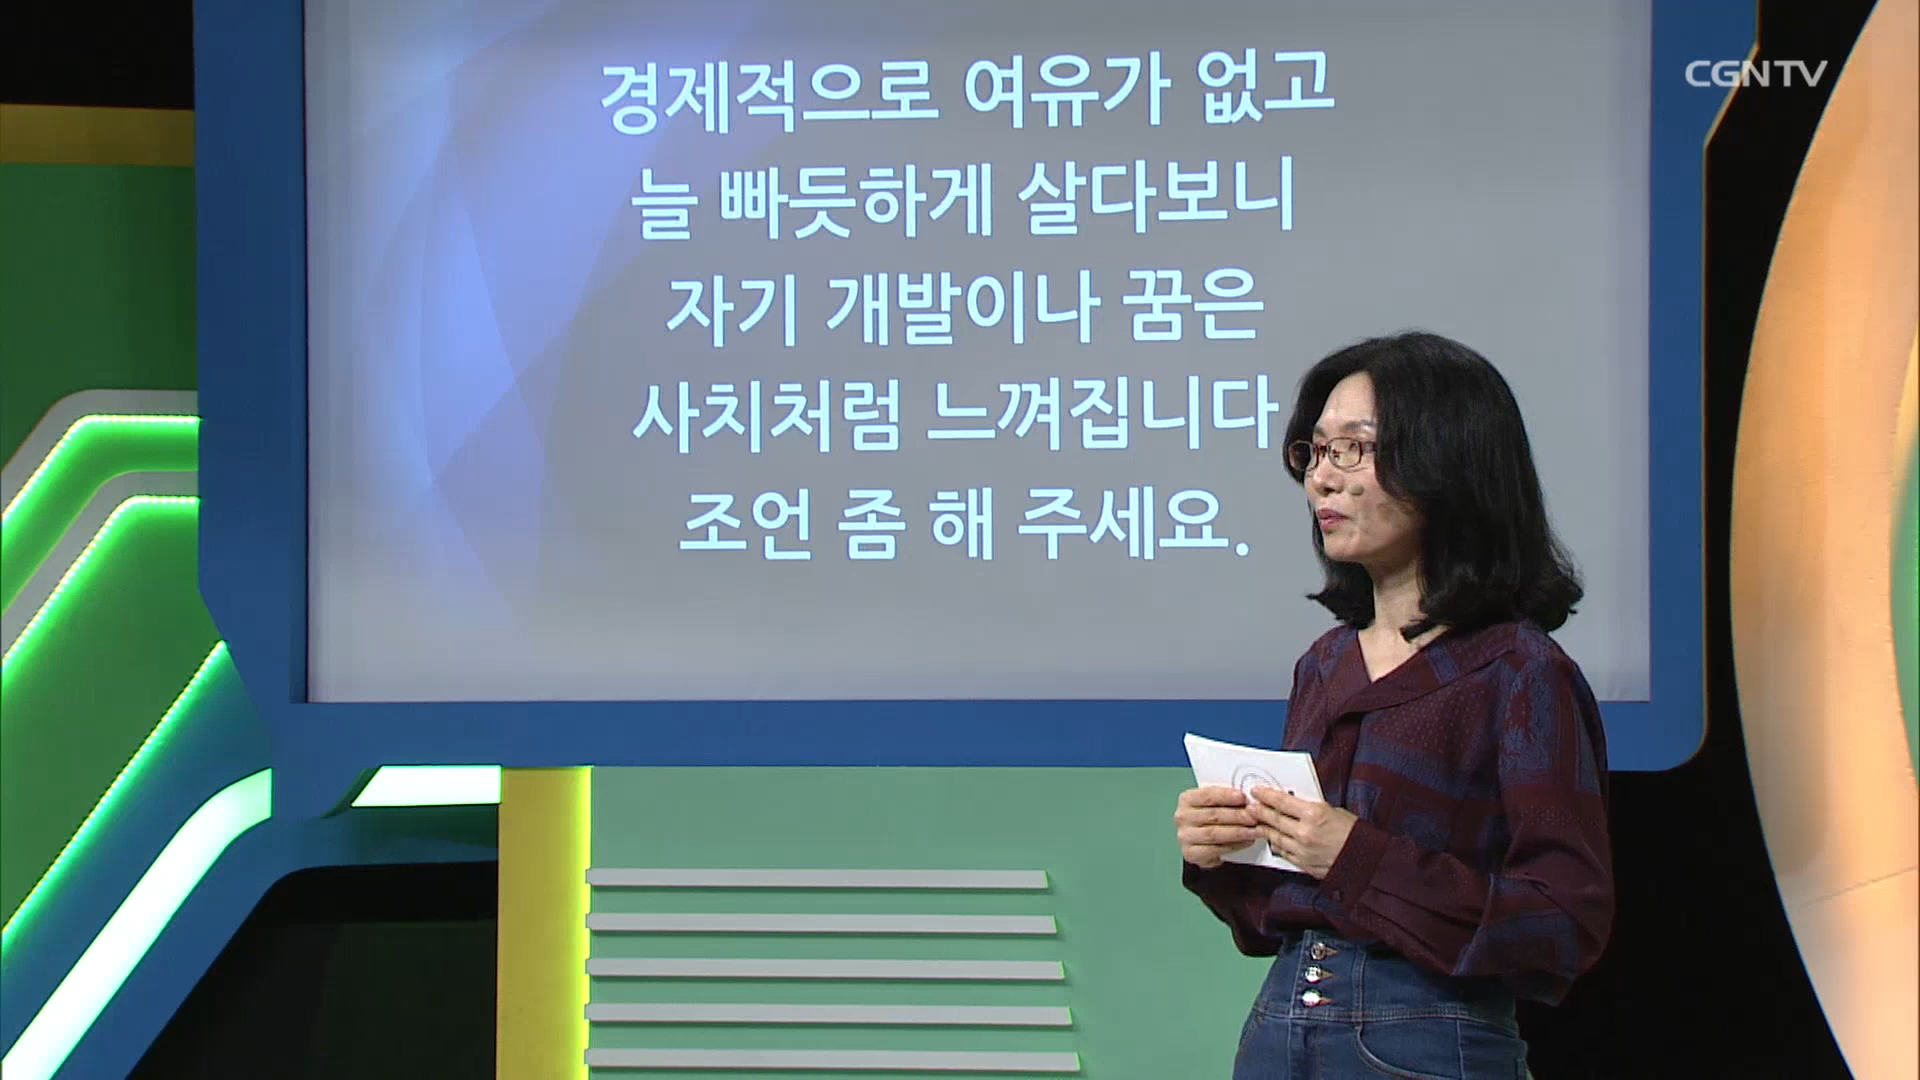 CGNTV
경제적으로 여유가 없고
늘 빠듯하게 살다보니
자기 개발이나 꿈은
사치처럼 느껴집니다
조언 좀 해 주세요.